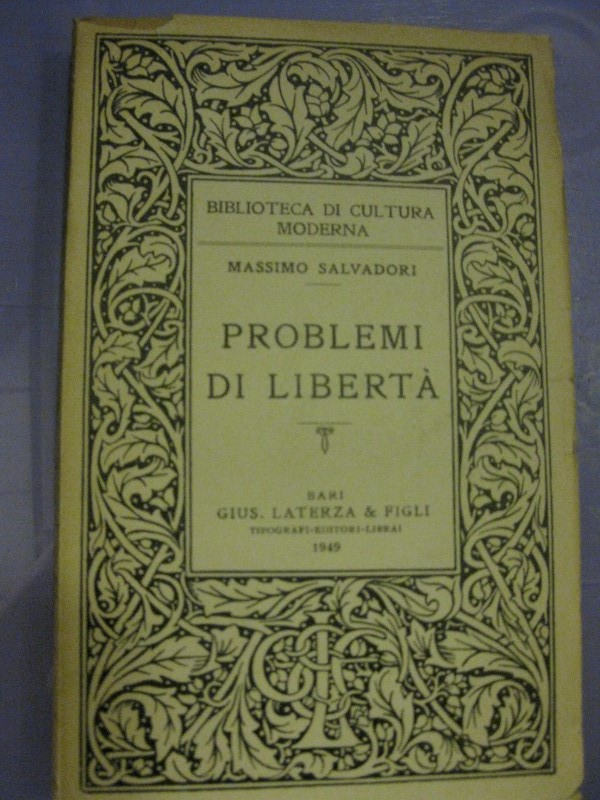 BIBLIOTECA DI CULTURA
MODERNA
MASSIMO SALVADORI
PROBLEMI
DI LIBERTÀ
BARI
GIUS. LATERZA & FIGLI
TIPOGRAFI-EDITORI-LIBRAI
1949